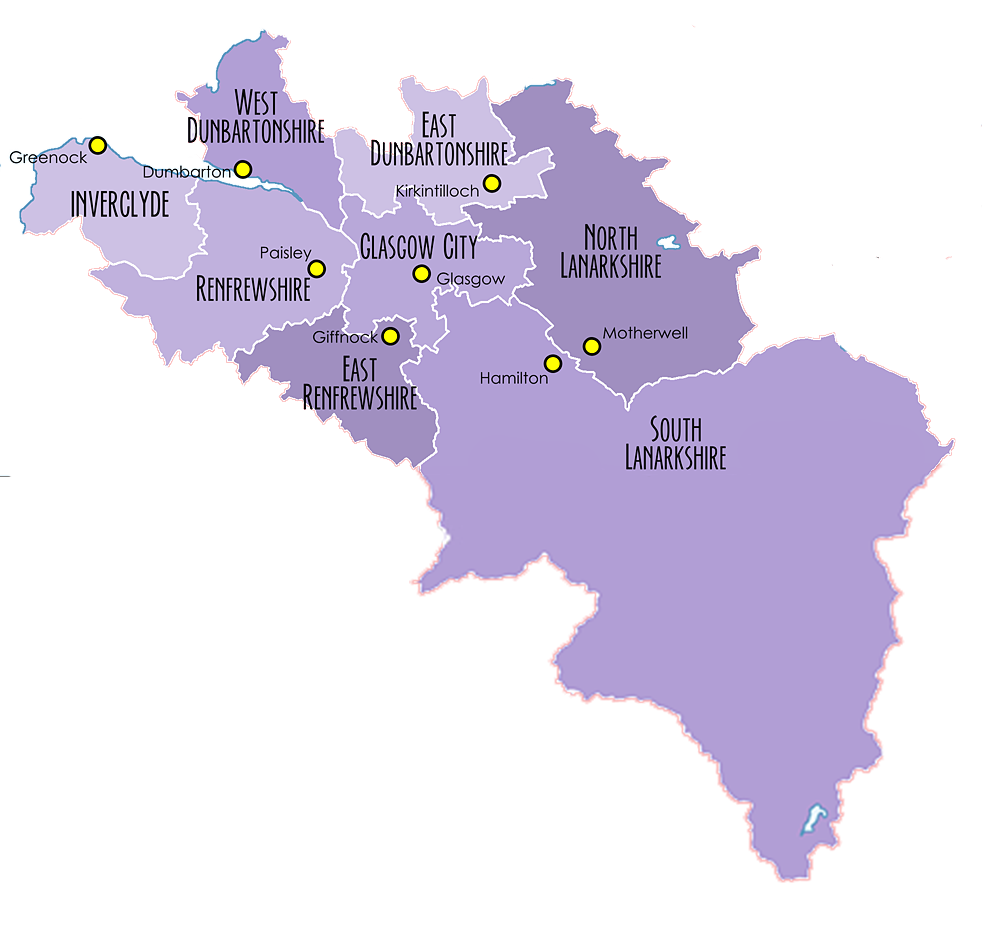 WEST
DUNBARTONSHIRE
EAST
DUNBARTONSHIRE
Greenock
Dumbarton
Kirkintilloch
INVERCLYDE
GLASGOW CITY
NORTH
LANARKSHIRE
Paisley
Glasgow
RENFREWSHIRE
Giffnock
Motherwell
EAST
RENFREWSHIRE
Hamilton
SOUTH
LANARKSHIRE